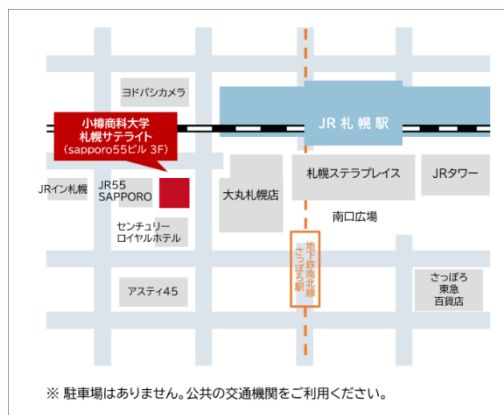 ヨドバシカメラ
小樽商科大学
札幌サテライト
(sapporo55ビル 3F)
JR札幌駅
JRイン札幌
JR55
SAPPORO
大丸札幌店
札幌ステラプレイス
JRタワー
南口広場
センチュリー
ロイヤルホテル
地下鉄南北線
さっぽろ駅
アスティ45
さっぽろ
東急
百貨店
※ 駐車場はありません。公共の交通機関をご利用ください。